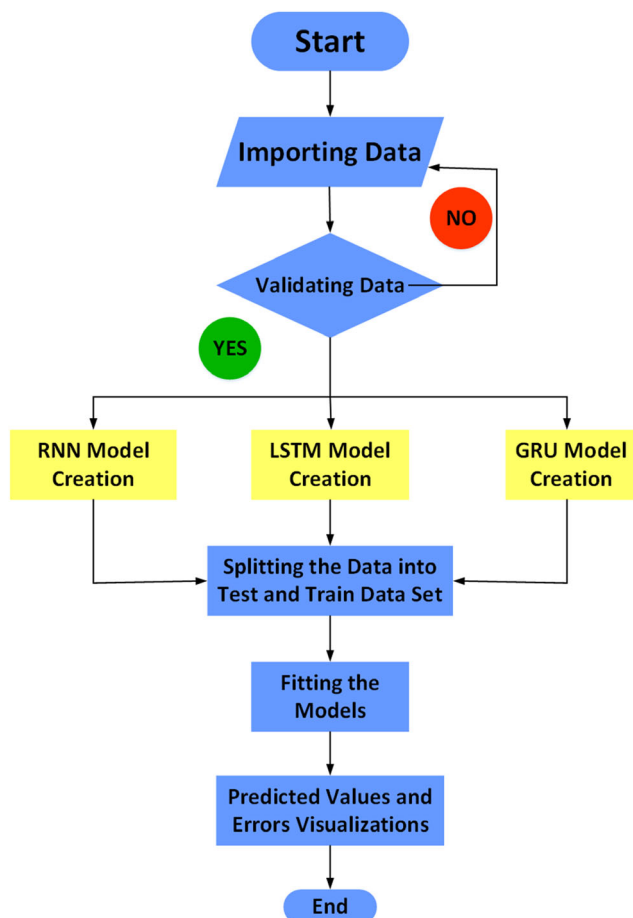 Start
Importing Data
NO
Validating Data
YES
RNN Model
Creation
LSTM Model
Creation
GRU Model
Creation
Splitting the Data into
Test and Train Data Set
Fitting the
Models
Predicted Values and
Errors Visualizations
End